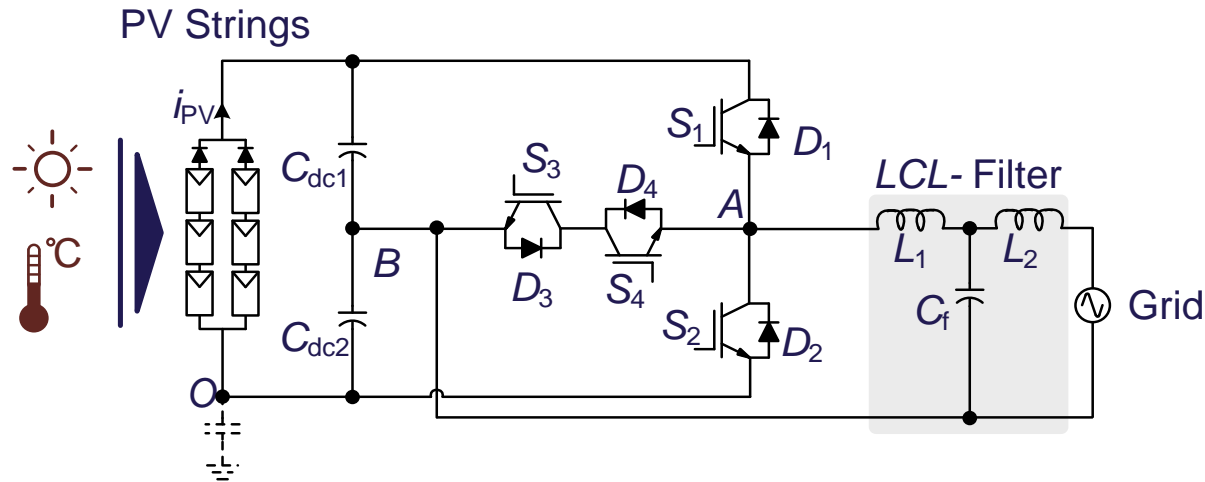 PV Strings
iPV
°C
Cdc1
Cdc2
O
B
S3
D3
D4
S4
A
S1
D1
S2
D2
LCL- Filter
L1
L2
Cf
Grid